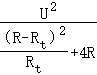 U²
(R-Rₜ)²
Rₜ +4R